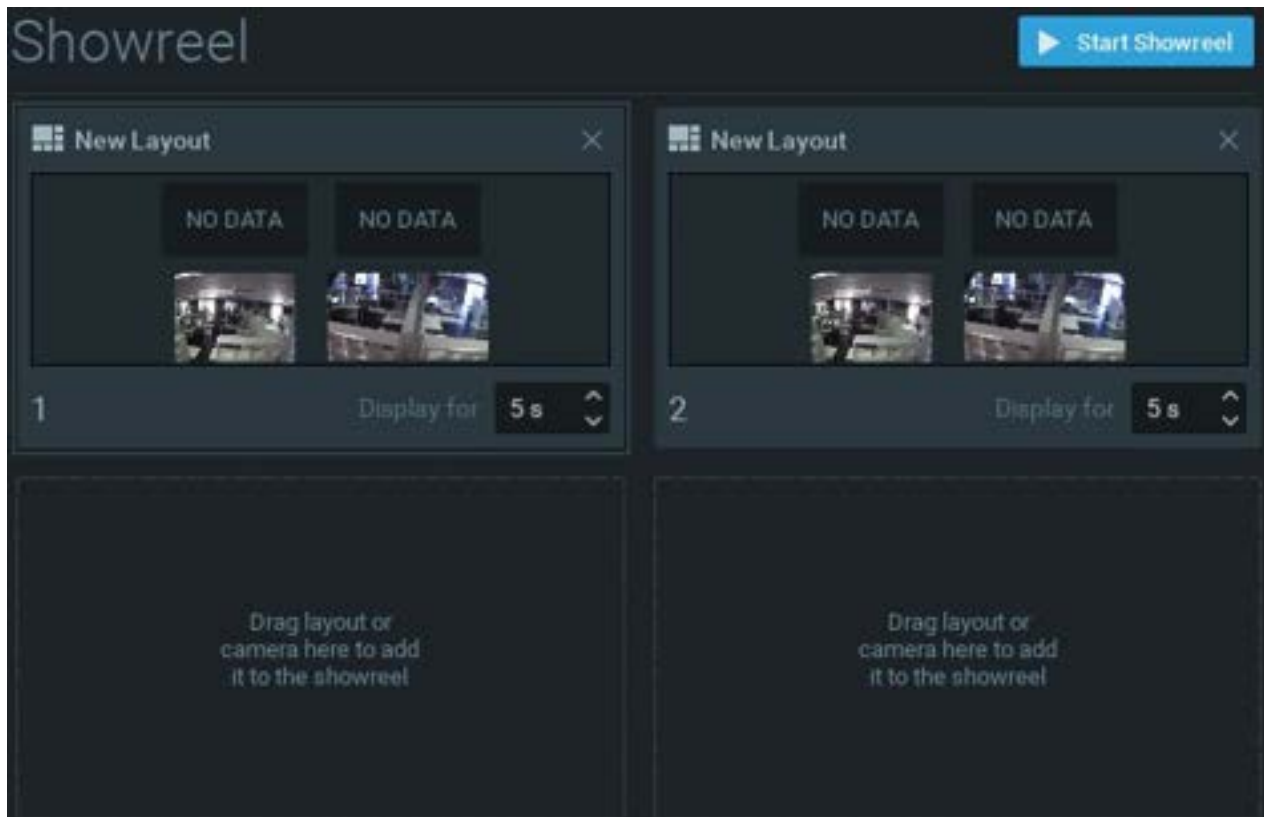 Showreel
Start Showreel
New Layout
NO DATA NO DATA
1 Display for 5 s
New Layout
NO DATA NO DATA
2 Display for 5 s
Drag layout or
camera here to add
it to the showreel
Drag layout or
camera here to add
it to the showreel